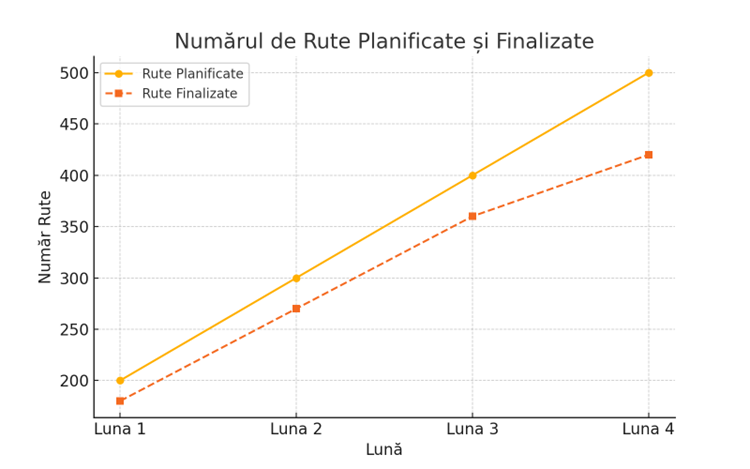 Numărul de Rute Planificate și Finalizate
Rute Planificate
Rute Finalizate
500
450
400
350
300
250
200
Număr Rute
Luna 1
Luna 2
Luna 3
Luna 4
Lună